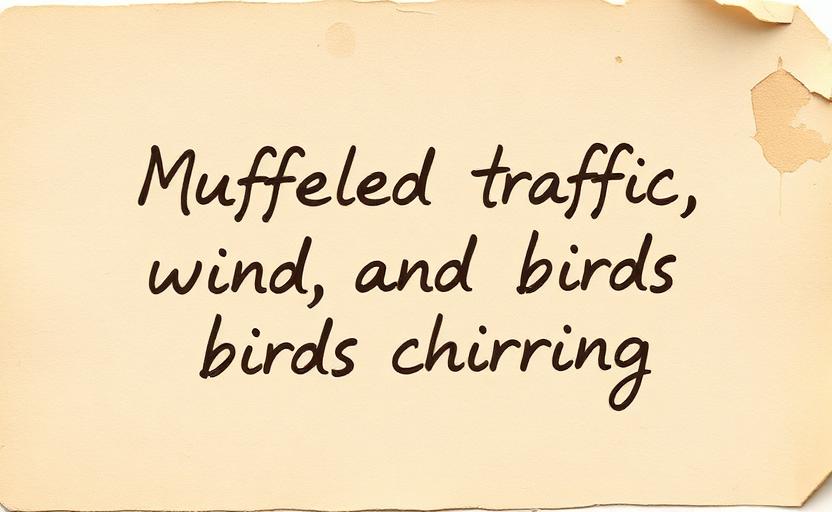 Muffeled traffic,
wind, and birds
birds chirring